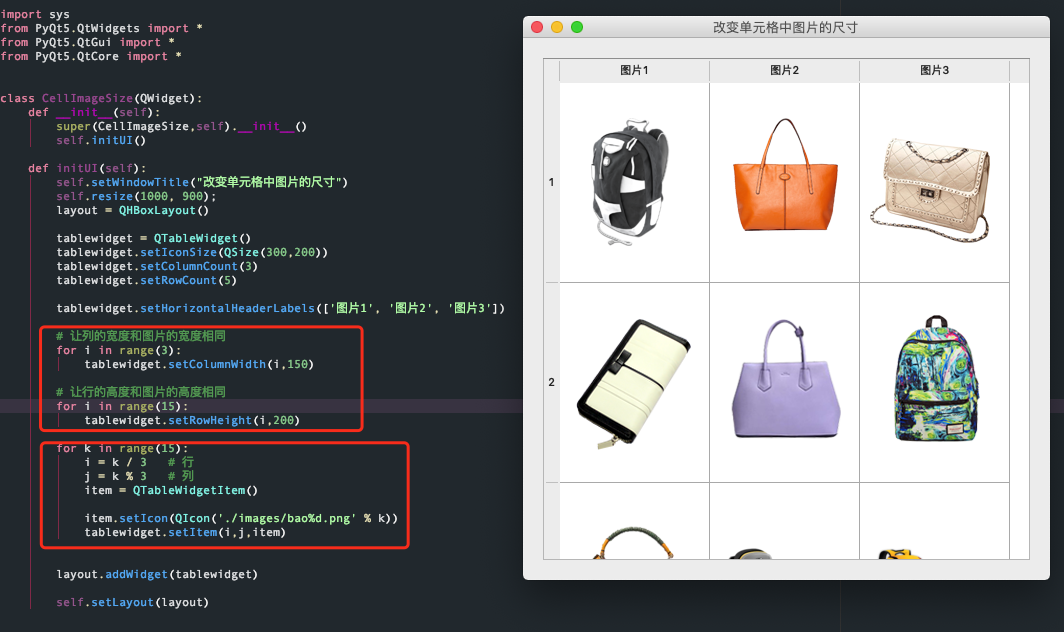 import sys
from PyQt5.QtWidgets import *
from PyQt5.QtGui import *
from PyQt5.QtCore import *
class CellImageSize(QWidget):
def __init__(self):
super(CellImageSize,self).__init__()
self.initUI()
def initUI(self):
self.setWindowTitle("改变单元格中图片的尺寸")
self.resize(1000, 900);
layout = QHBoxLayout()
tablewidget = QTableWidget()
tablewidget.setIconSize(QSize(300,200))
tablewidget.setColumnCount(3)
tablewidget.setRowCount(5)
tablewidget.setHorizontalHeaderLabels(['图片1', '图片2', '图片3'])
# 让列的宽度和图片的宽度相同
for i in range(3):
tablewidget.setColumnWidth(i,150)
# 让行的高度和图片的高度相同
for i in range(15):
tablewidget.setRowHeight(i,200)
for k in range(15):
i = k / 3 # 行
j = k % 3 # 列
item = QTableWidgetItem()
item.setIcon(QIcon('./images/bao%d.png' % k))
tablewidget.setItem(i,j,item)
layout.addWidget(tablewidget)
self.setLayout(layout)
改变单元格中图片的尺寸
图片1 图片2 图片3
1
2